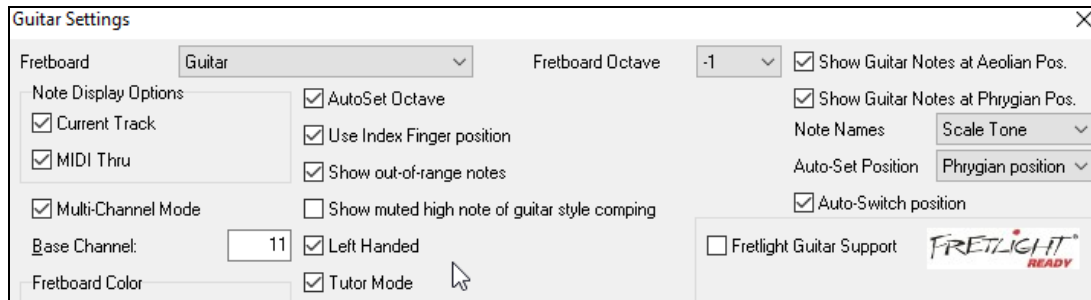 Guitar Settings
Fretboard Guitar Fretboard Octave -1 Show Guitar Notes at Aeolian Pos.
Note Display Options AutoSet Octave Show Guitar Notes at Phrygian Pos.
Current Track Use Index Finger position Note Names Scale Tone
MIDI Thru Show out-of-range notes Auto-Set Position Phrygian position
Multi-Channel Mode Show muted high note of guitar style comping Auto-Switch position
Base Channel: 11 Left Handed Fretlight Guitar Support FRETLIGHT®
READY
Fretboard Color Tutor Mode